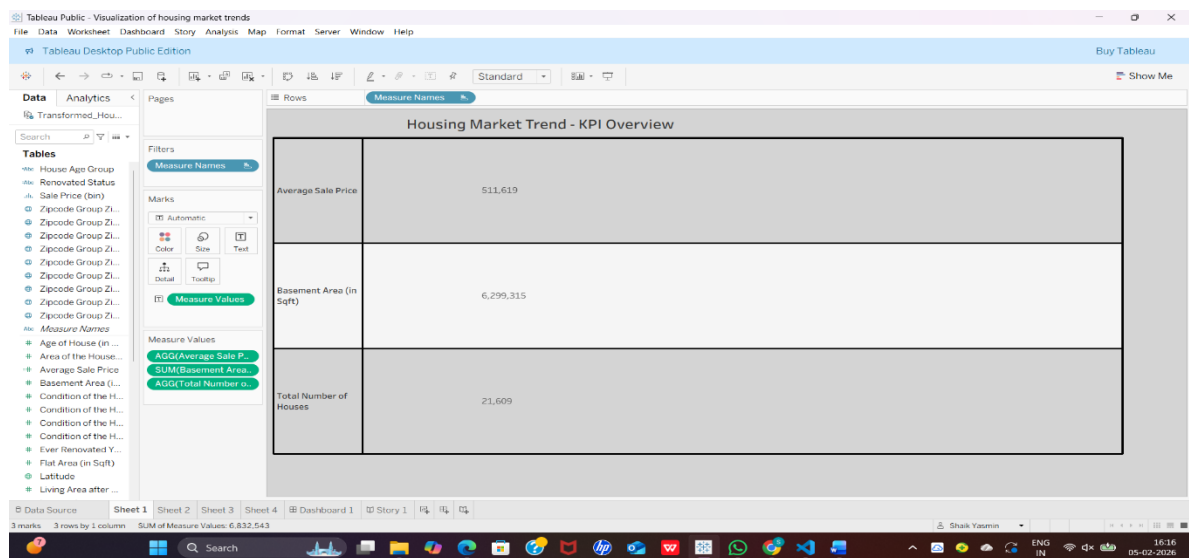 Tableau Public - Visualization of housing market trends
File Data Worksheet Dashboard Story Analysis Map Format Server Window Help
Tableau Desktop Public Edition
Buy Tableau
Standard
Show Me
Data Analytics
Transformed_Hou...
Search
Tables
Abc House Age Group
Abc Renovated Status
Sale Price (bin)
Zipcode Group Zi...
Zipcode Group Zi...
Zipcode Group Zi...
Zipcode Group Zi...
Zipcode Group Zi...
Zipcode Group Zi...
Zipcode Group Zi...
Zipcode Group Zi...
Zipcode Group Zi...
Abc Measure Names
# Age of House (in ...
# Area of the House...
# Average Sale Price
# Basement Area (i...
# Condition of the H...
# Condition of the H...
# Condition of the H...
# Condition of the H...
# Ever Renovated Y...
# Flat Area (in Sqft)
Latitude
# Living Area after ...
Pages
Filters
Measure Names
Marks
Automatic
Color Size Text
Detail Tooltip
Measure Values
Measure Values
AGG(Average Sale P..
SUM(Basement Area..
AGG(Total Number o..
Rows
Measure Names
Housing Market Trend - KPI Overview
Average Sale Price 511,619
Basement Area (in
Sqft) 6,299,315
Total Number of
Houses 21,609
Data Source Sheet 1 Sheet 2 Sheet 3 Sheet 4 Dashboard 1 Story 1
3 marks 3 rows by 1 column SUM of Measure Values: 6,832,543
Shaik Yasmin
7
Search
hp
ENG
IN
16:16
05-02-2026